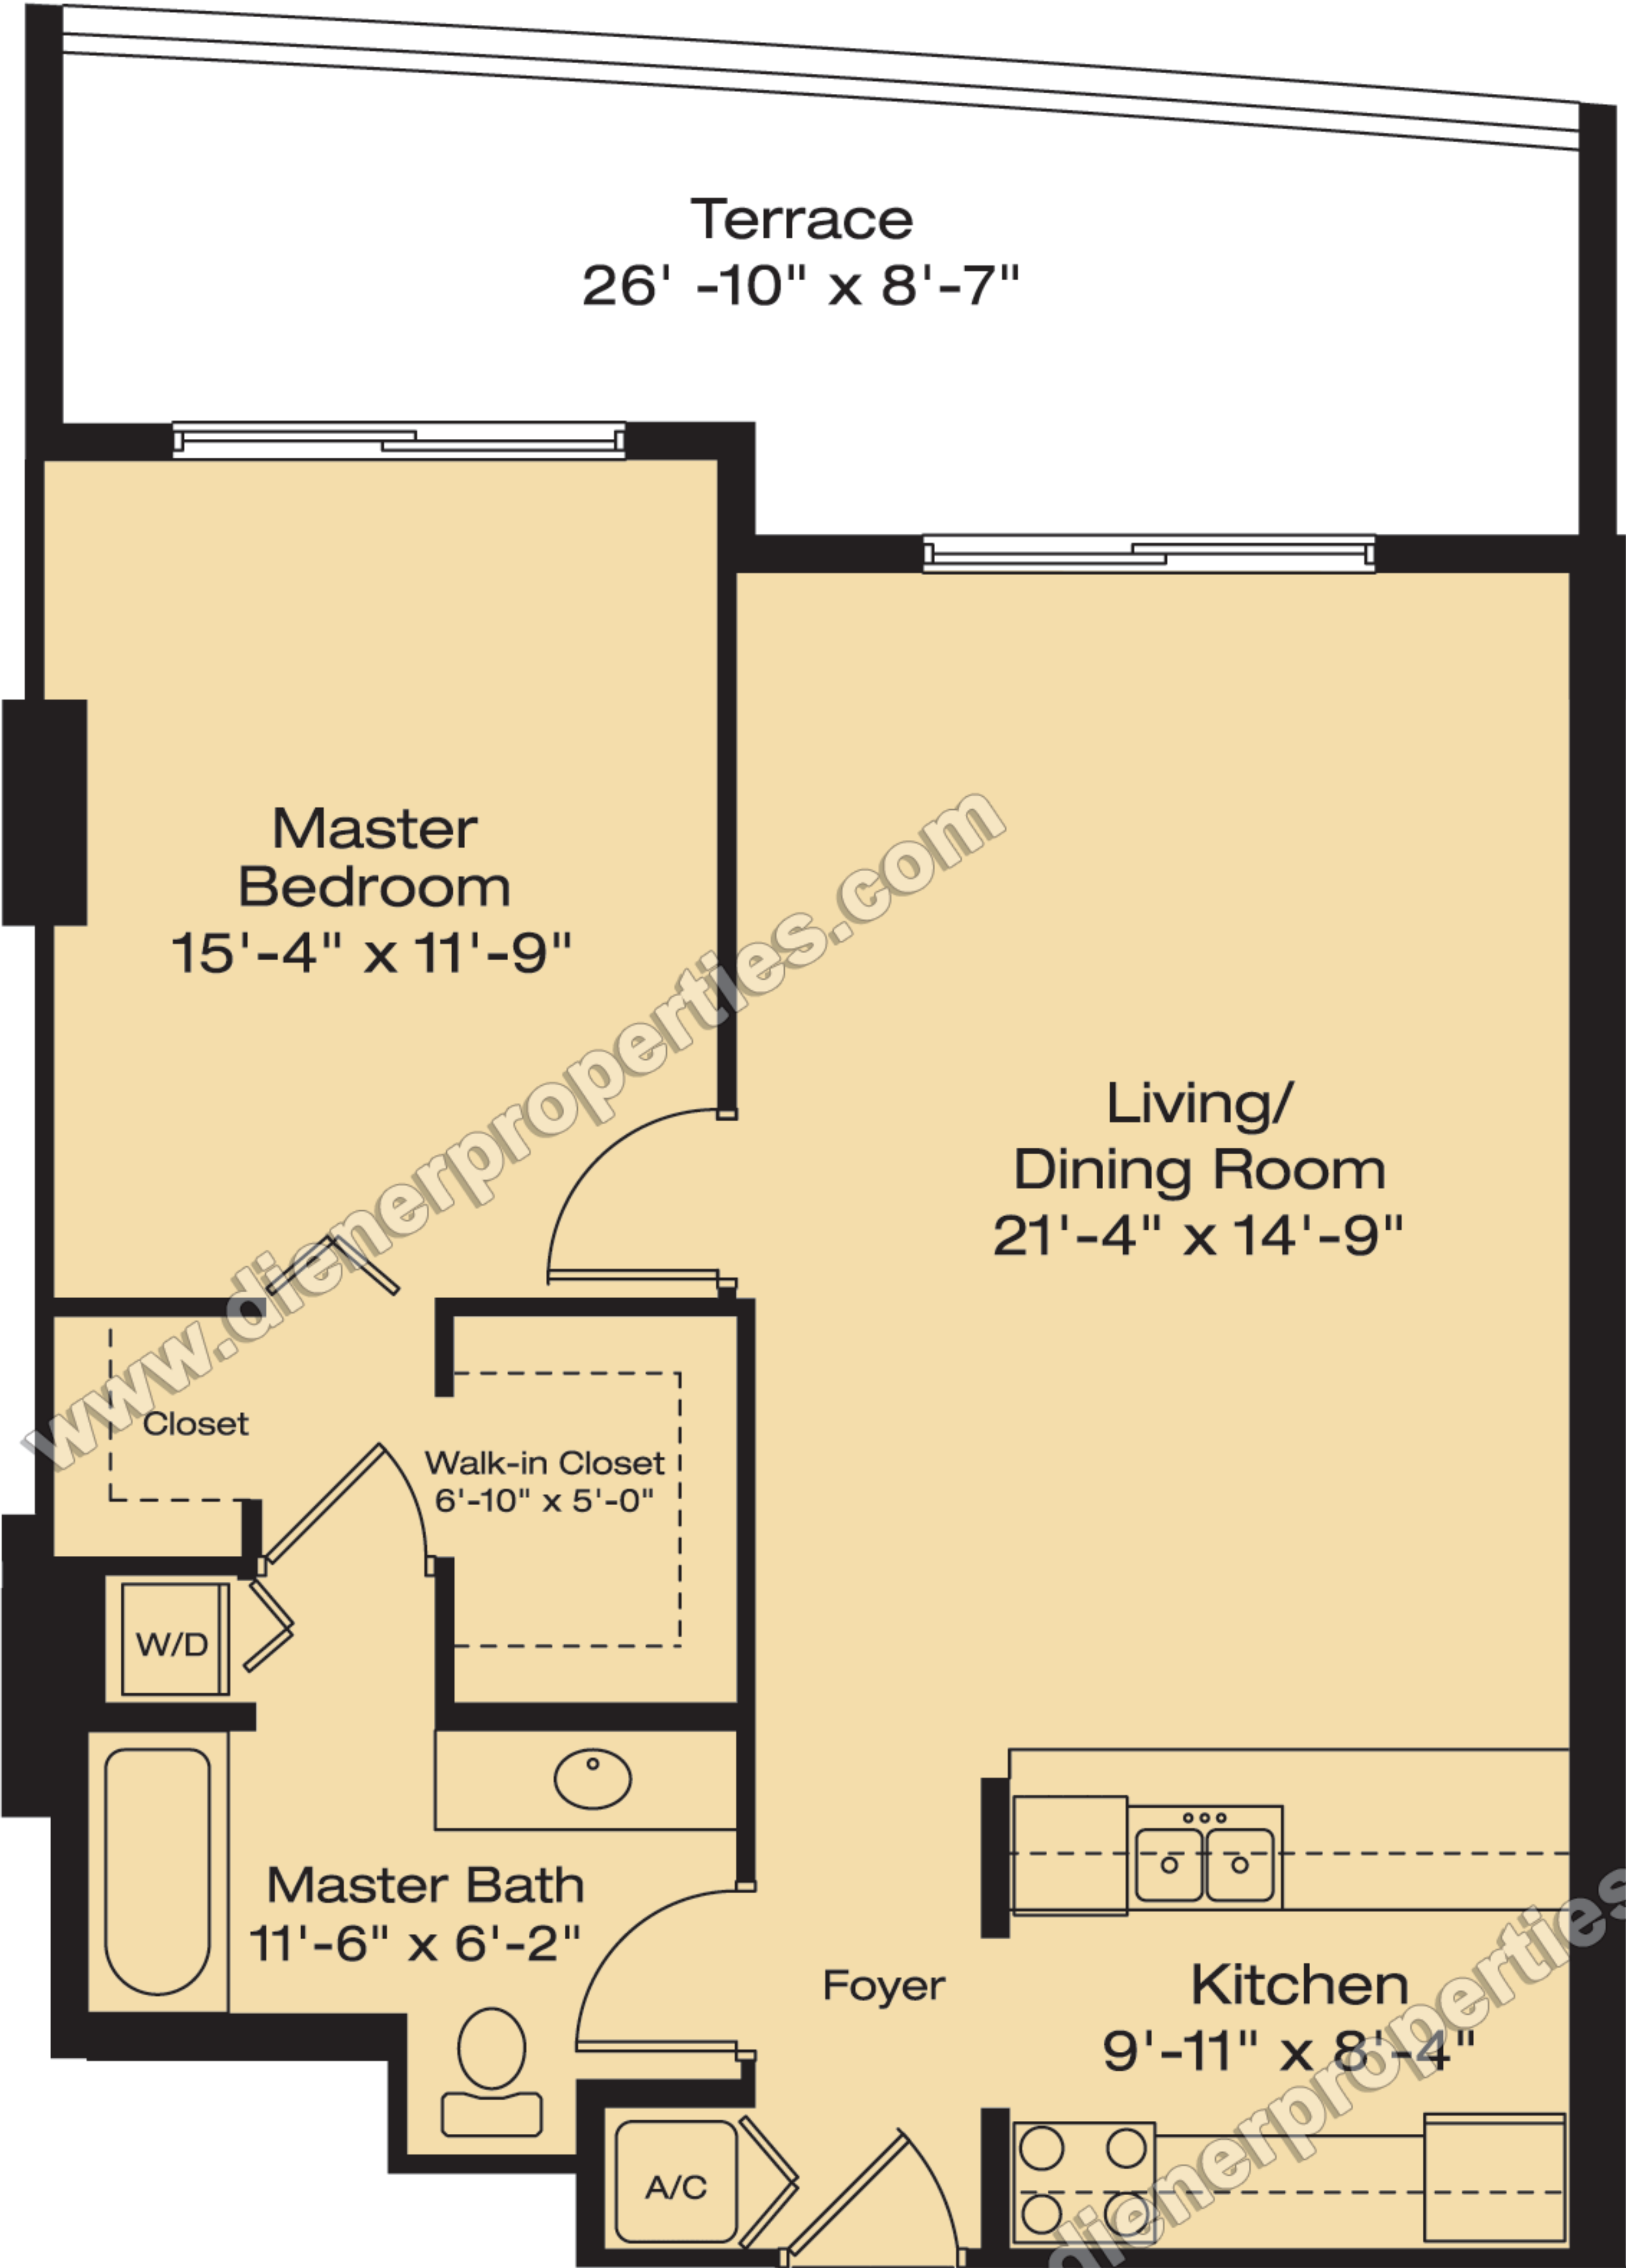 Terrace
26' -10" x 8'-7"
Master
Bedroom
15'-4" x 11'-9"
www.dienerproperties.com
Living/
Dining Room
21'-4" x 14'-9"
Closet
Walk-in Closet
6'-10" x 5'-0"
W/D
Master Bath
11'-6" x 6'-2"
Foyer
Kitchen
9'-11" x 8'-4"
A/C
dienerproperties